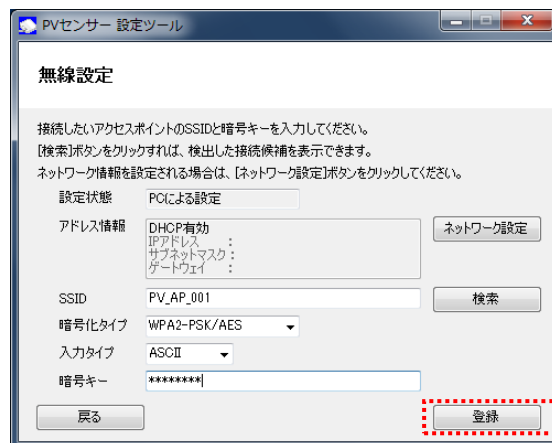 PVセンサー 設定ツール
無線設定
接続したいアクセスポイントのSSIDと暗号キーを入力してください。
[検索]ボタンをクリックすれば、検出した接続候補を表示できます。
ネットワーク情報を設定される場合は、[ネットワーク設定]ボタンをクリックしてください。
設定状態 PCによる設定
アドレス情報 DHCP有効 ネットワーク設定
IPアドレス :
サブネットマスク :
ゲートウェイ :
SSID PV_AP_001 検索
暗号化タイプ WPA2-PSK/AES
入力タイプ ASCII
暗号キー ********
戻る 登録